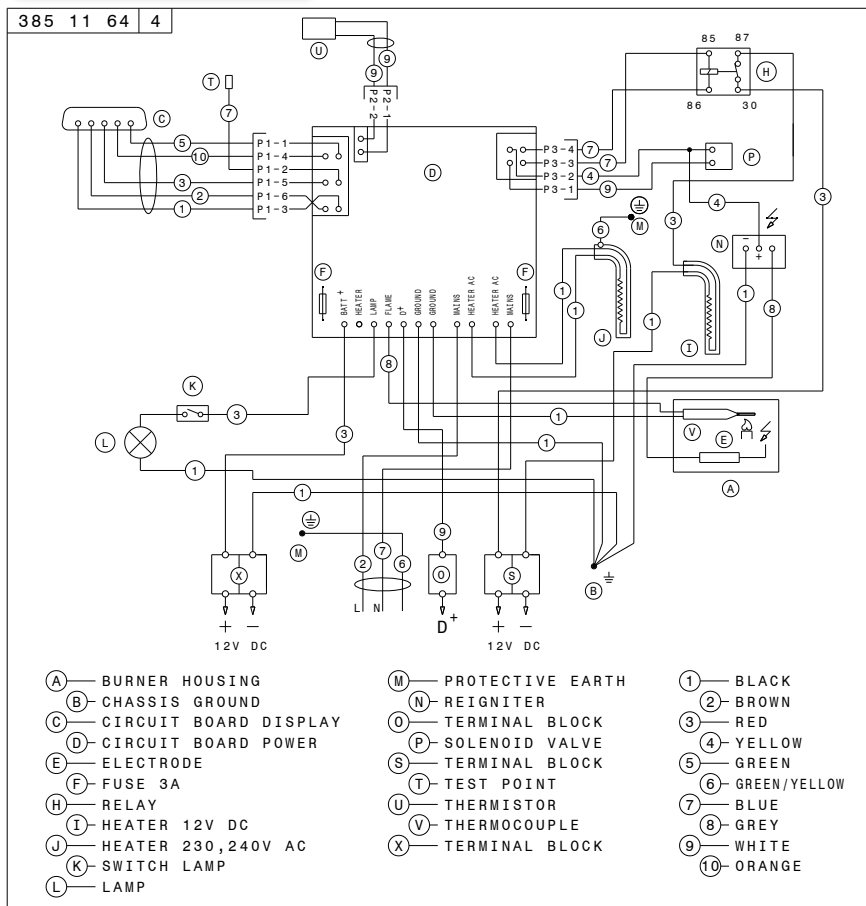 385 11 64 4
U
9
9
P2-2
P2-1
T
7
C
5
10
3
2
1
P1-1
P1-4
P1-2
P1-5
P1-6
P1-3
D
P3-4
P3-3
P3-2
P3-1
7
7
4
9
85 87
86 30
H
P
3
4
3
6
M
N
- +
1
8
F
F
BATT +
HEATER
LAMP
FLAME
D+
GROUND
GROUND
MAINS
HEATER AC
HEATER AC
MAINS
1
1
J
1
I
K
3
8
L
1
3
1
1
V
E
A
1
M
9
2
7
6
X
O
S
B
L N
+ -
12V DC
D+
+ -
12V DC
A BURNER HOUSING
B CHASSIS GROUND
C CIRCUIT BOARD DISPLAY
D CIRCUIT BOARD POWER
E ELECTRODE
F FUSE 3A
H RELAY
I HEATER 12V DC
J HEATER 230,240V AC
K SWITCH LAMP
L LAMP
M PROTECTIVE EARTH
N REIGNITER
O TERMINAL BLOCK
P SOLENOID VALVE
S TERMINAL BLOCK
T TEST POINT
U THERMISTOR
V THERMOCOUPLE
X TERMINAL BLOCK
1 BLACK
2 BROWN
3 RED
4 YELLOW
5 GREEN
6 GREEN/YELLOW
7 BLUE
8 GREY
9 WHITE
10 ORANGE